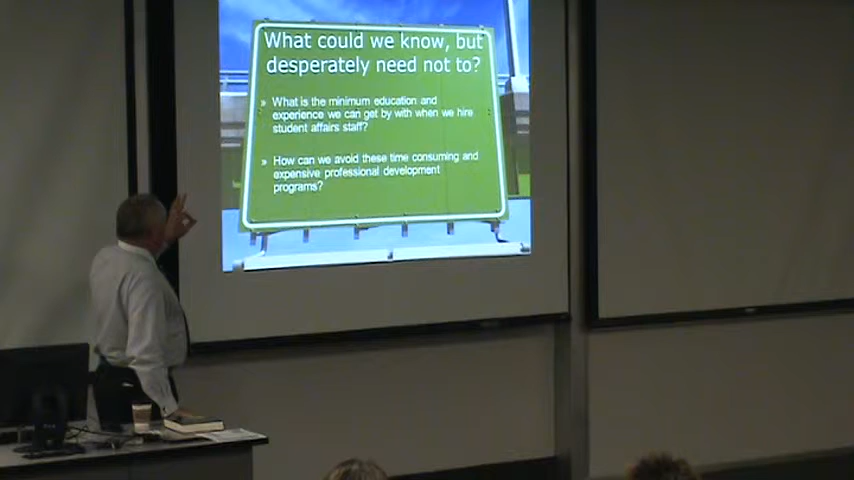 What could we know, but
desperately need not to?
» What is the minimum education and
experience we can get by with when we hire
student affairs staff?
» How can we avoid these time consuming and
expensive professional development
programs?